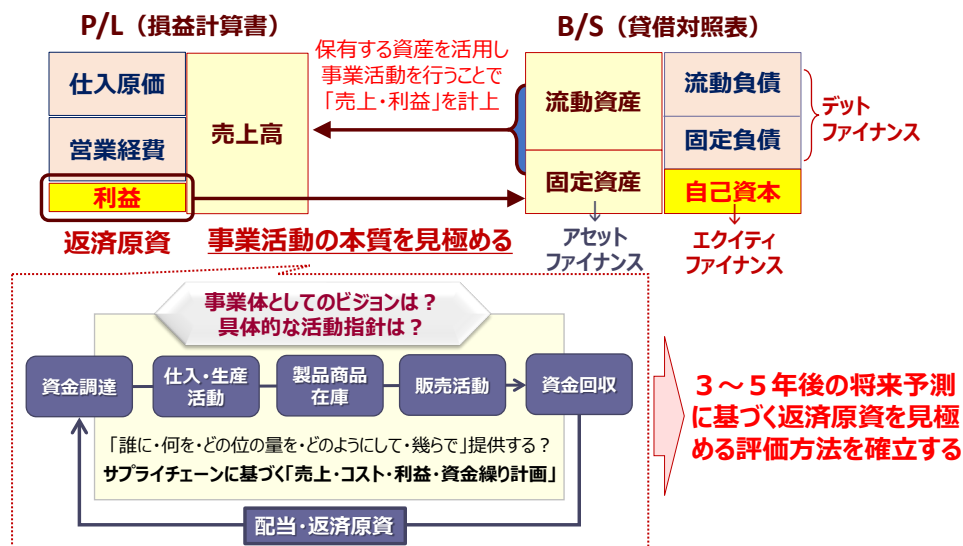 P/L（損益計算書）
B/S（貸借対照表）
仕入原価
営業経費
利益
売上高
返済原資
保有する資産を活用し
事業活動を行うことで
「売上・利益」を計上
流動資産
固定資産
流動負債
固定負債
自己資本
デット
ファイナンス
アセット
ファイナンス
エクイティ
ファイナンス
事業活動の本質を見極める
事業体としてのビジョンは？
具体的な活動指針は？
資金調達
仕入・生産
活動
製品商品
在庫
販売活動
資金回収
「誰に・何を・どの位の量を・どのようにして・幾らで」提供する？
サプライチェーンに基づく「売上・コスト・利益・資金繰り計画」
配当・返済原資
３～５年後の将来予測
に基づく返済原資を見極
める評価方法を確立する